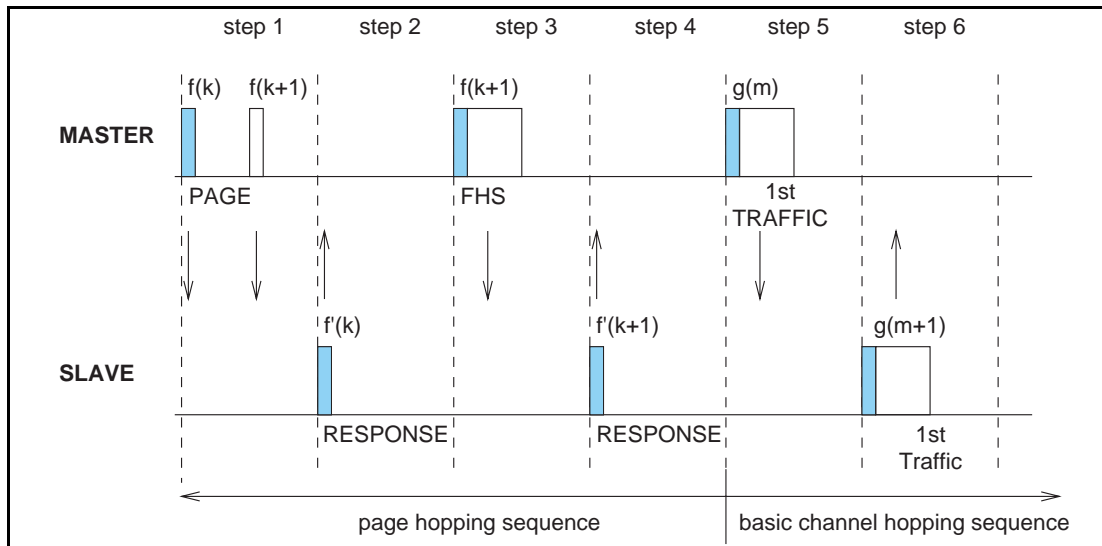 step 1 step 2 step 3 step 4 step 5 step 6
f(k) f(k+1) f(k+1) g(m)
MASTER
PAGE FHS 1st
TRAFFIC
f'(k) f'(k+1) g(m+1)
SLAVE
RESPONSE RESPONSE 1st
Traffic
page hopping sequence basic channel hopping sequence